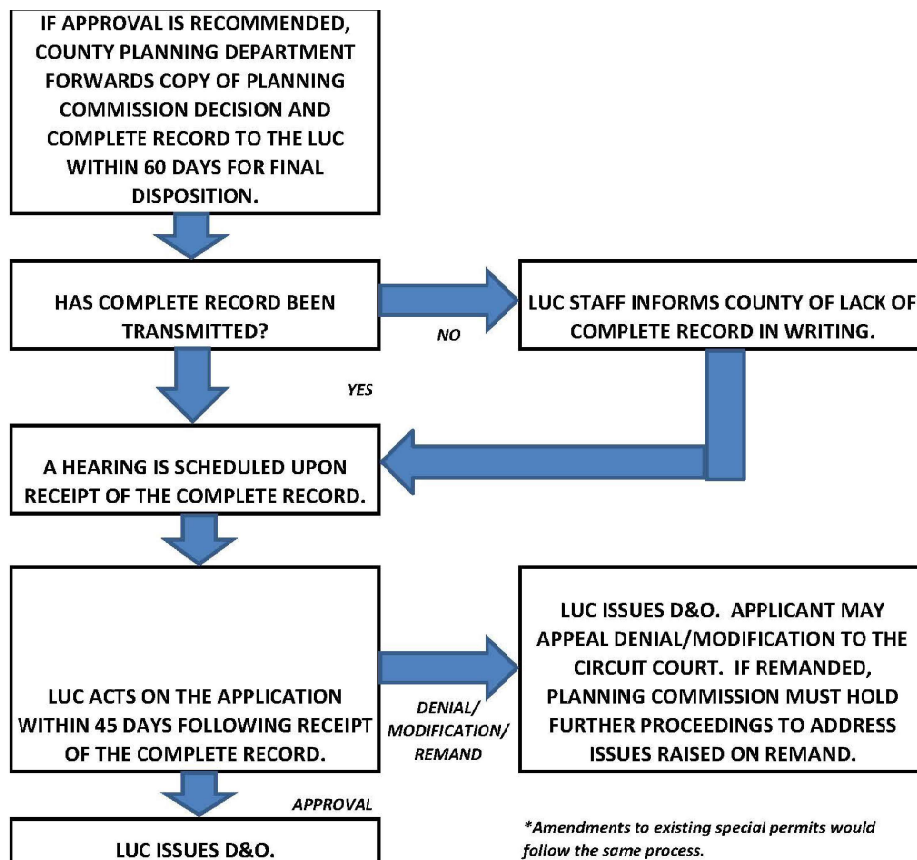 IF APPROVAL IS RECOMMENDED,
COUNTY PLANNING DEPARTMENT
FORWARDS COPY OF PLANNING
COMMISSION DECISION AND
COMPLETE RECORD TO THE LUC
WITHIN 60 DAYS FOR FINAL
DISPOSITION.
HAS COMPLETE RECORD BEEN
TRANSMITTED?
NO
LUC STAFF INFORMS COUNTY OF LACK OF
COMPLETE RECORD IN WRITING.
YES
A HEARING IS SCHEDULED UPON
RECEIPT OF THE COMPLETE RECORD.
LUC ACTS ON THE APPLICATION
WITHIN 45 DAYS FOLLOWING RECEIPT
OF THE COMPLETE RECORD.
DENIAL/
MODIFICATION/
REMAND
LUC ISSUES D&O. APPLICANT MAY
APPEAL DENIAL/MODIFICATION TO THE
CIRCUIT COURT. IF REMANDED,
PLANNING COMMISSION MUST HOLD
FURTHER PROCEEDINGS TO ADDRESS
ISSUES RAISED ON REMAND.
APPROVAL
LUC ISSUES D&O.
*Amendments to existing special permits would
follow the same process.